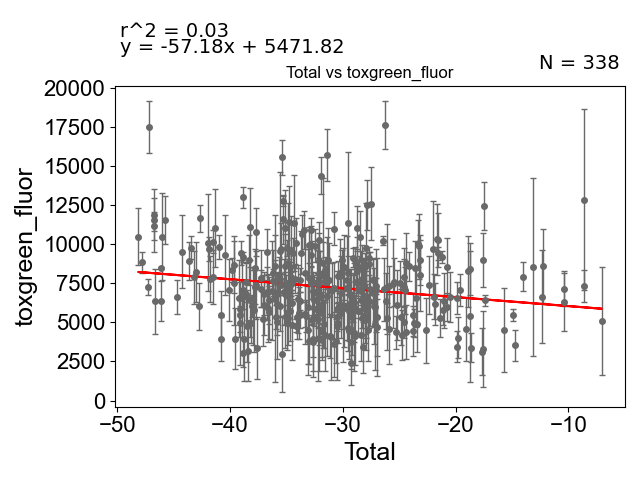 r^2 = 0.03
y = -57.18x + 5471.82
N = 338
Total vs toxgreen_fluor
20000
17500
15000
12500
10000
7500
5000
2500
0
toxgreen_fluor
−50 −40 −30 −20 −10
Total